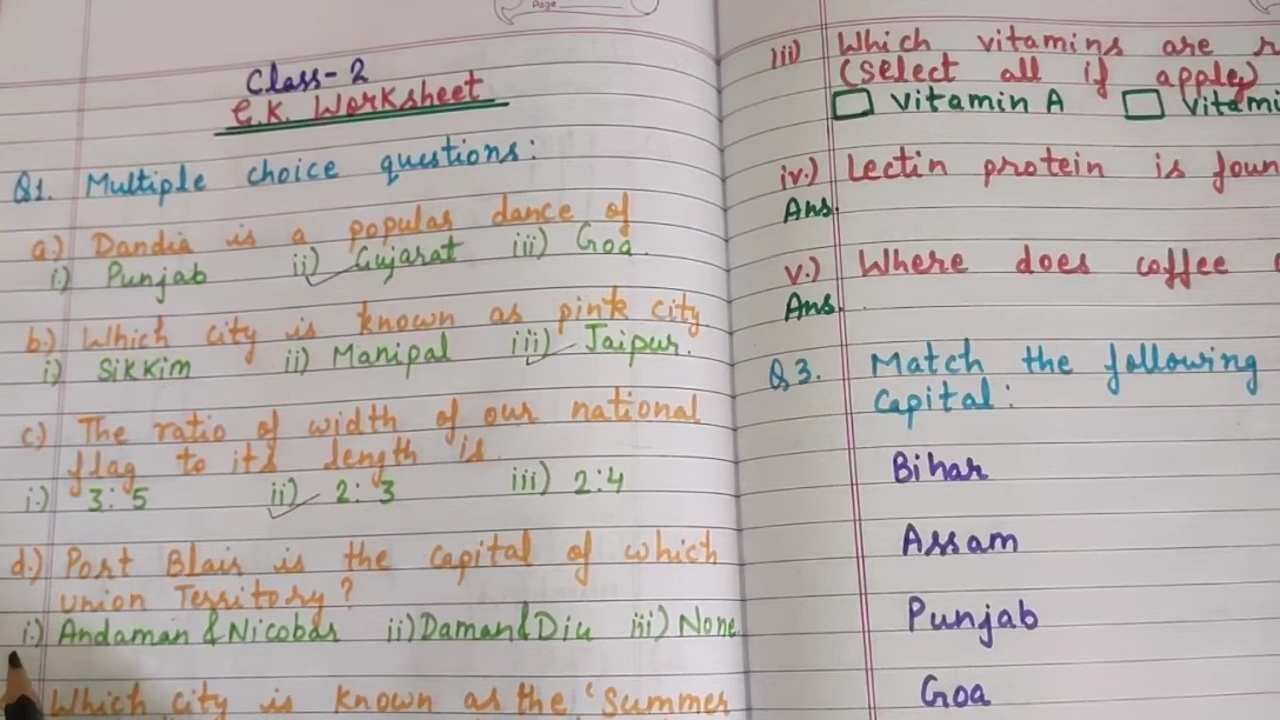 Page
Class-2
G.K. Worksheet
Q1. Multiple choice questions:
a.) Dandia is a popular dance of
i.) Punjab ii) Gujarat iii) Goa
b.) Which city is known as pink city
i) Sikkim ii) Manipal iii) Jaipur.
c.) The ratio of width of our national
flag to its length is
i.) 3:5 ii) 2:3 iii) 2:4
d.) Port Blair is the capital of which
union Territory?
i.) Andaman & Nicobar ii) Daman & Diu iii) None
Which city is known as the 'Summer
iii) Which vitamins are
(Select all if apply)
Vitamin A Vitami
iv.) Lectin protein is foun
Ans.
v.) Where does coffee
Ans.
Q3. Match the following
Capital:
Bihar
Assam
Punjab
Goa